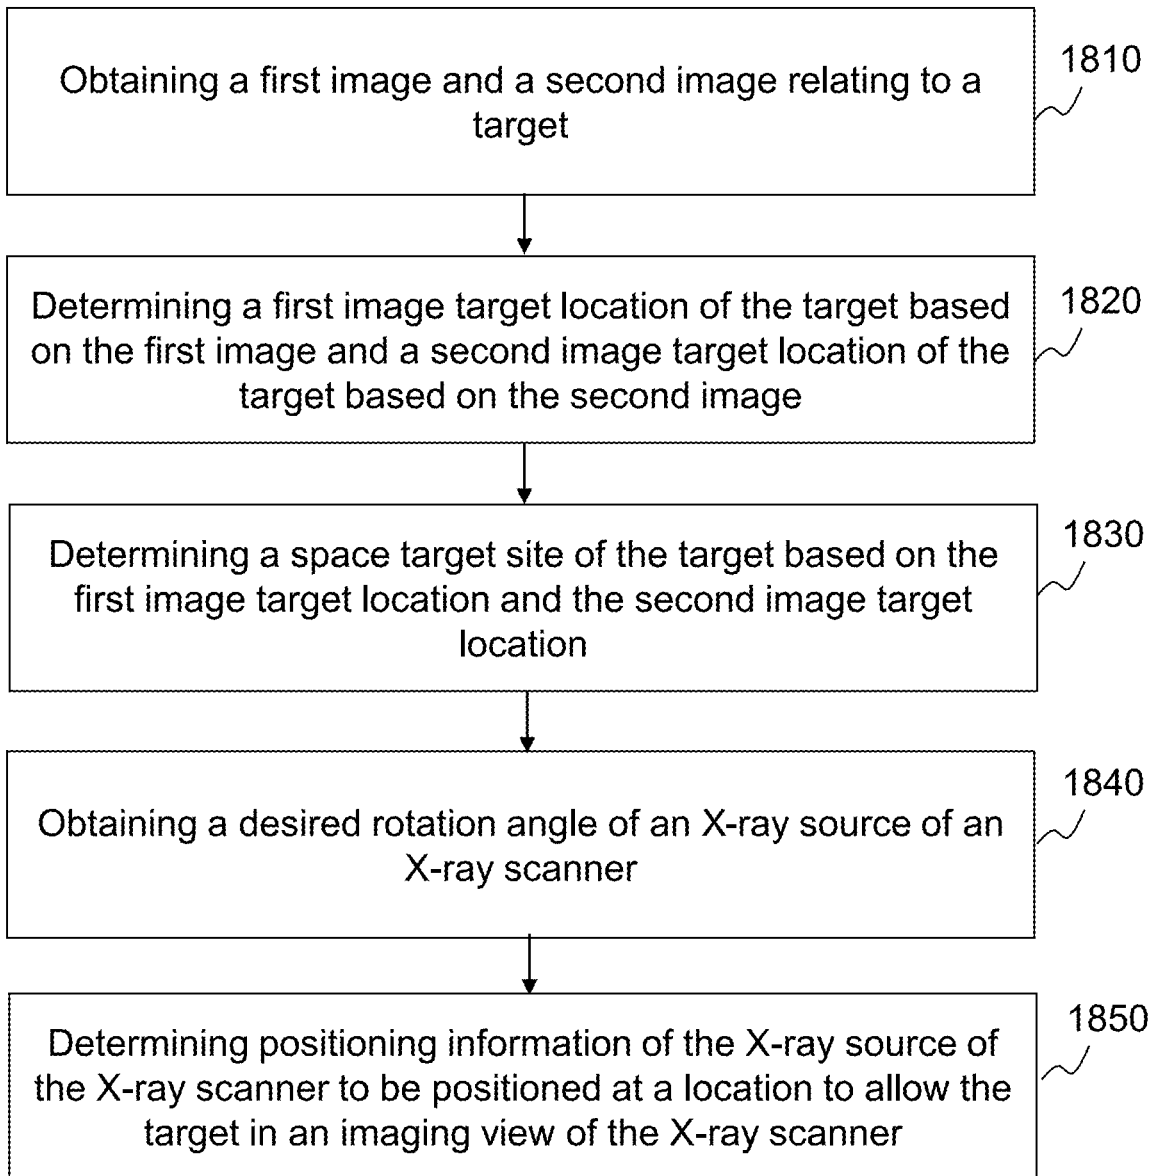 Obtaining a first image and a second image relating to a
target
1810
Determining a first image target location of the target based
on the first image and a second image target location of the
target based on the second image
1820
Determining a space target site of the target based on the
first image target location and the second image target
location
1830
Obtaining a desired rotation angle of an X-ray source of an
X-ray scanner
1840
Determining positioning information of the X-ray source of
the X-ray scanner to be positioned at a location to allow the
target in an imaging view of the X-ray scanner
1850